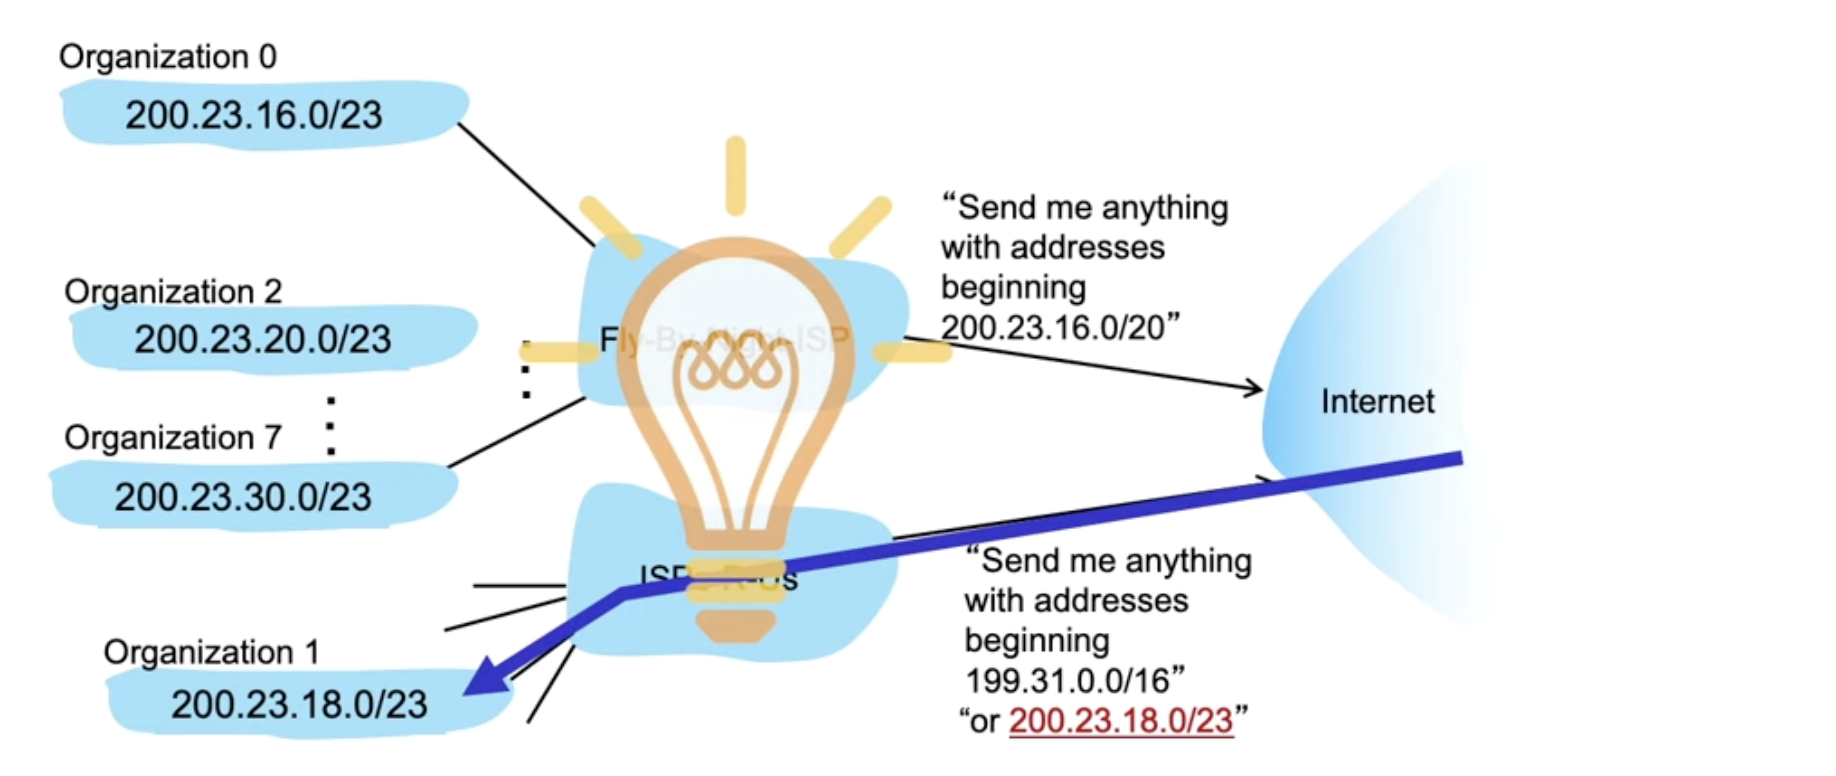 Organization 0
200.23.16.0/23
Organization 2
200.23.20.0/23
Organization 7
200.23.30.0/23
Organization 1
200.23.18.0/23
Fly-By-Night-ISP
ISPs-R-Us
“Send me anything
with addresses
beginning
200.23.16.0/20”
Internet
“Send me anything
with addresses
beginning
199.31.0.0/16”
“or 200.23.18.0/23”